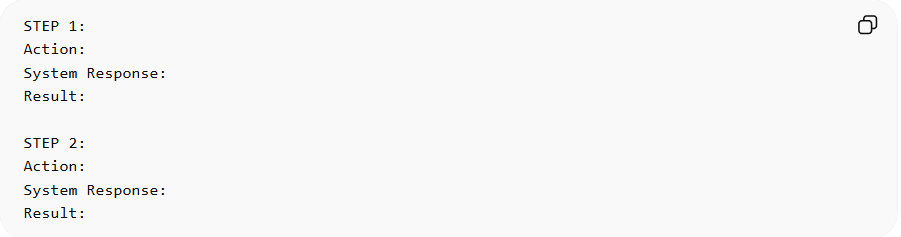 STEP 1:
Action:
System Response:
Result:
STEP 2:
Action:
System Response:
Result: